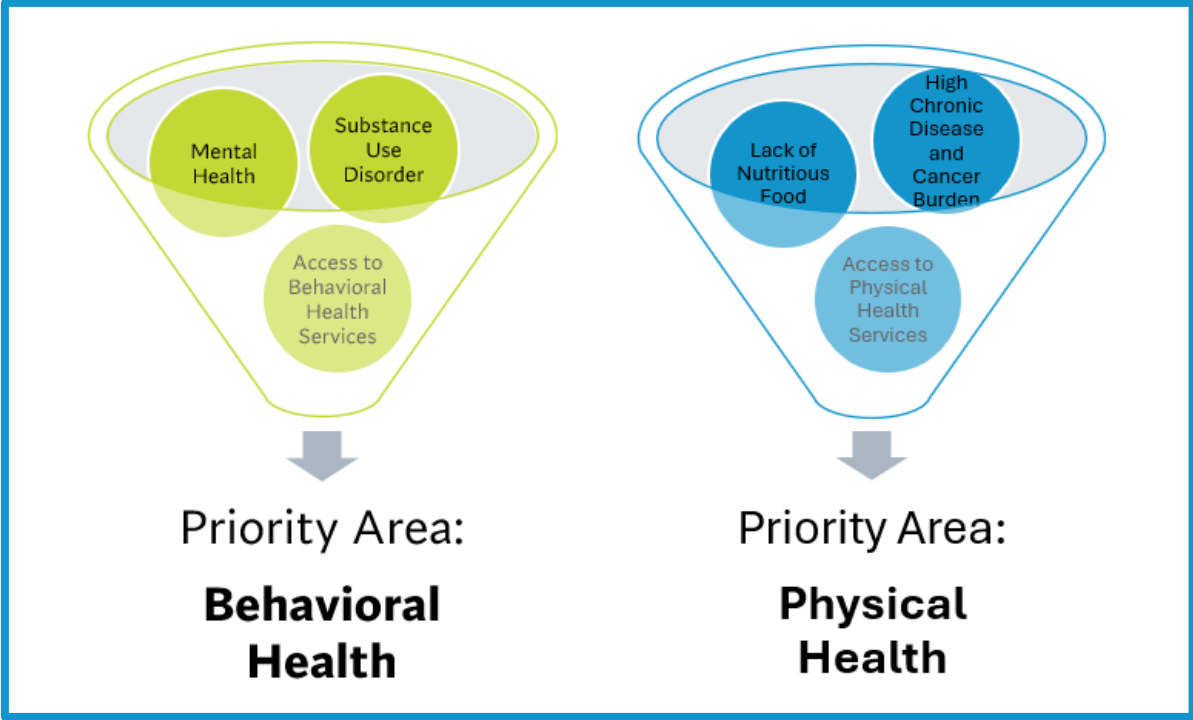 Mental
Health
Substance
Use
Disorder
Access to
Behavioral
Health
Services
Priority Area:
Behavioral
Health
Lack of
Nutritious
Food
High
Chronic
Disease
and
Cancer
Burden
Access to
Physical
Health
Services
Priority Area:
Physical
Health